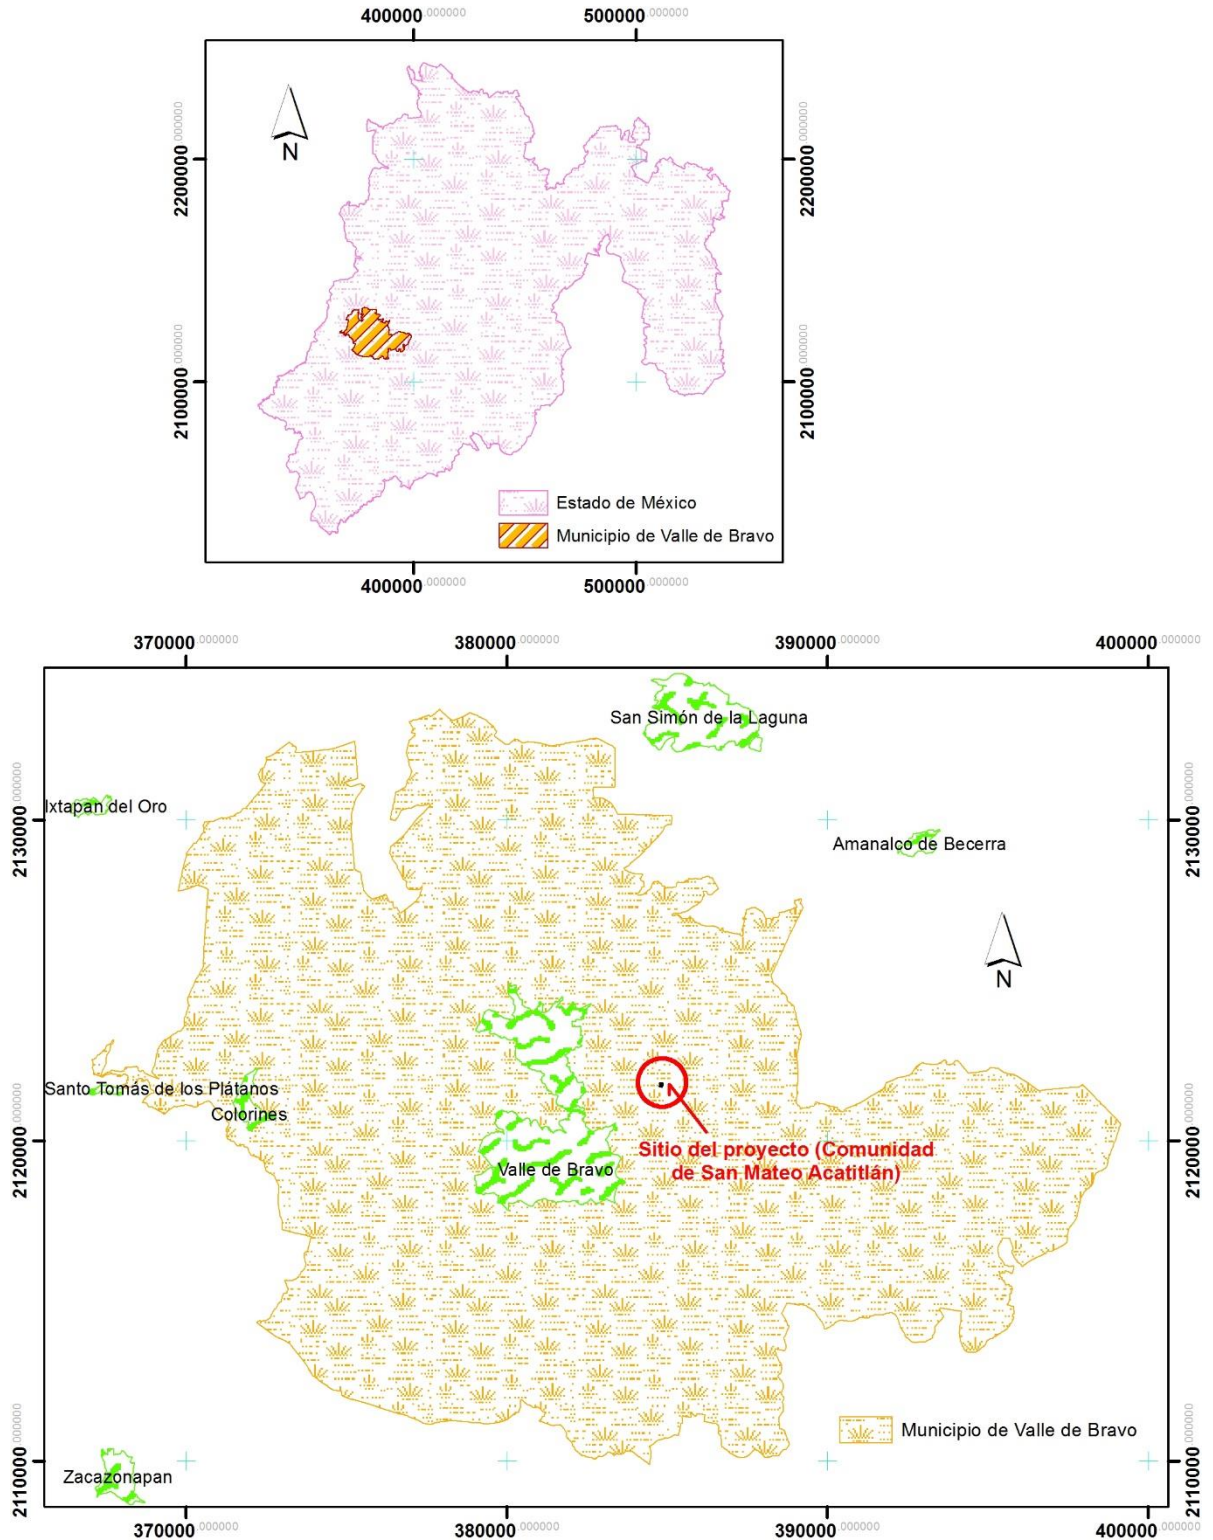 400000.000000 500000.000000
2200000.000000 2200000.000000
N
2100000.000000 2100000.000000
Estado de México
Municipio de Valle de Bravo
400000.000000 500000.000000
370000.000000 380000.000000 390000.000000 400000.000000
San Simón de la Laguna
Ixtapan del Oro
2130000.000000 2130000.000000
Amanalco de Becerra
N
Santo Tomás de los Plátanos
Colorines
2120000.000000 2120000.000000
Sitio del proyecto (Comunidad
de San Mateo Acatitlán)
Valle de Bravo
Municipio de Valle de Bravo
2110000.000000 2110000.000000
Zacazonapan
370000.000000 380000.000000 390000.000000 400000.000000